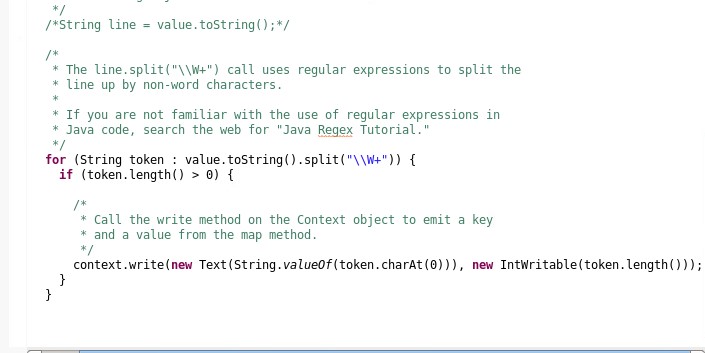 */
/*String line = value.toString();*/
/*
* The line.split("\\W+") call uses regular expressions to split the
* line up by non-word characters.
*
* If you are not familiar with the use of regular expressions in
* Java code, search the web for "Java Regex Tutorial."
*/
for (String token : value.toString().split("\\W+")) {
if (token.length() > 0) {
/*
* Call the write method on the Context object to emit a key
* and a value from the map method.
*/
context.write(new Text(String.valueOf(token.charAt(0))), new IntWritable(token.length()));
}
}